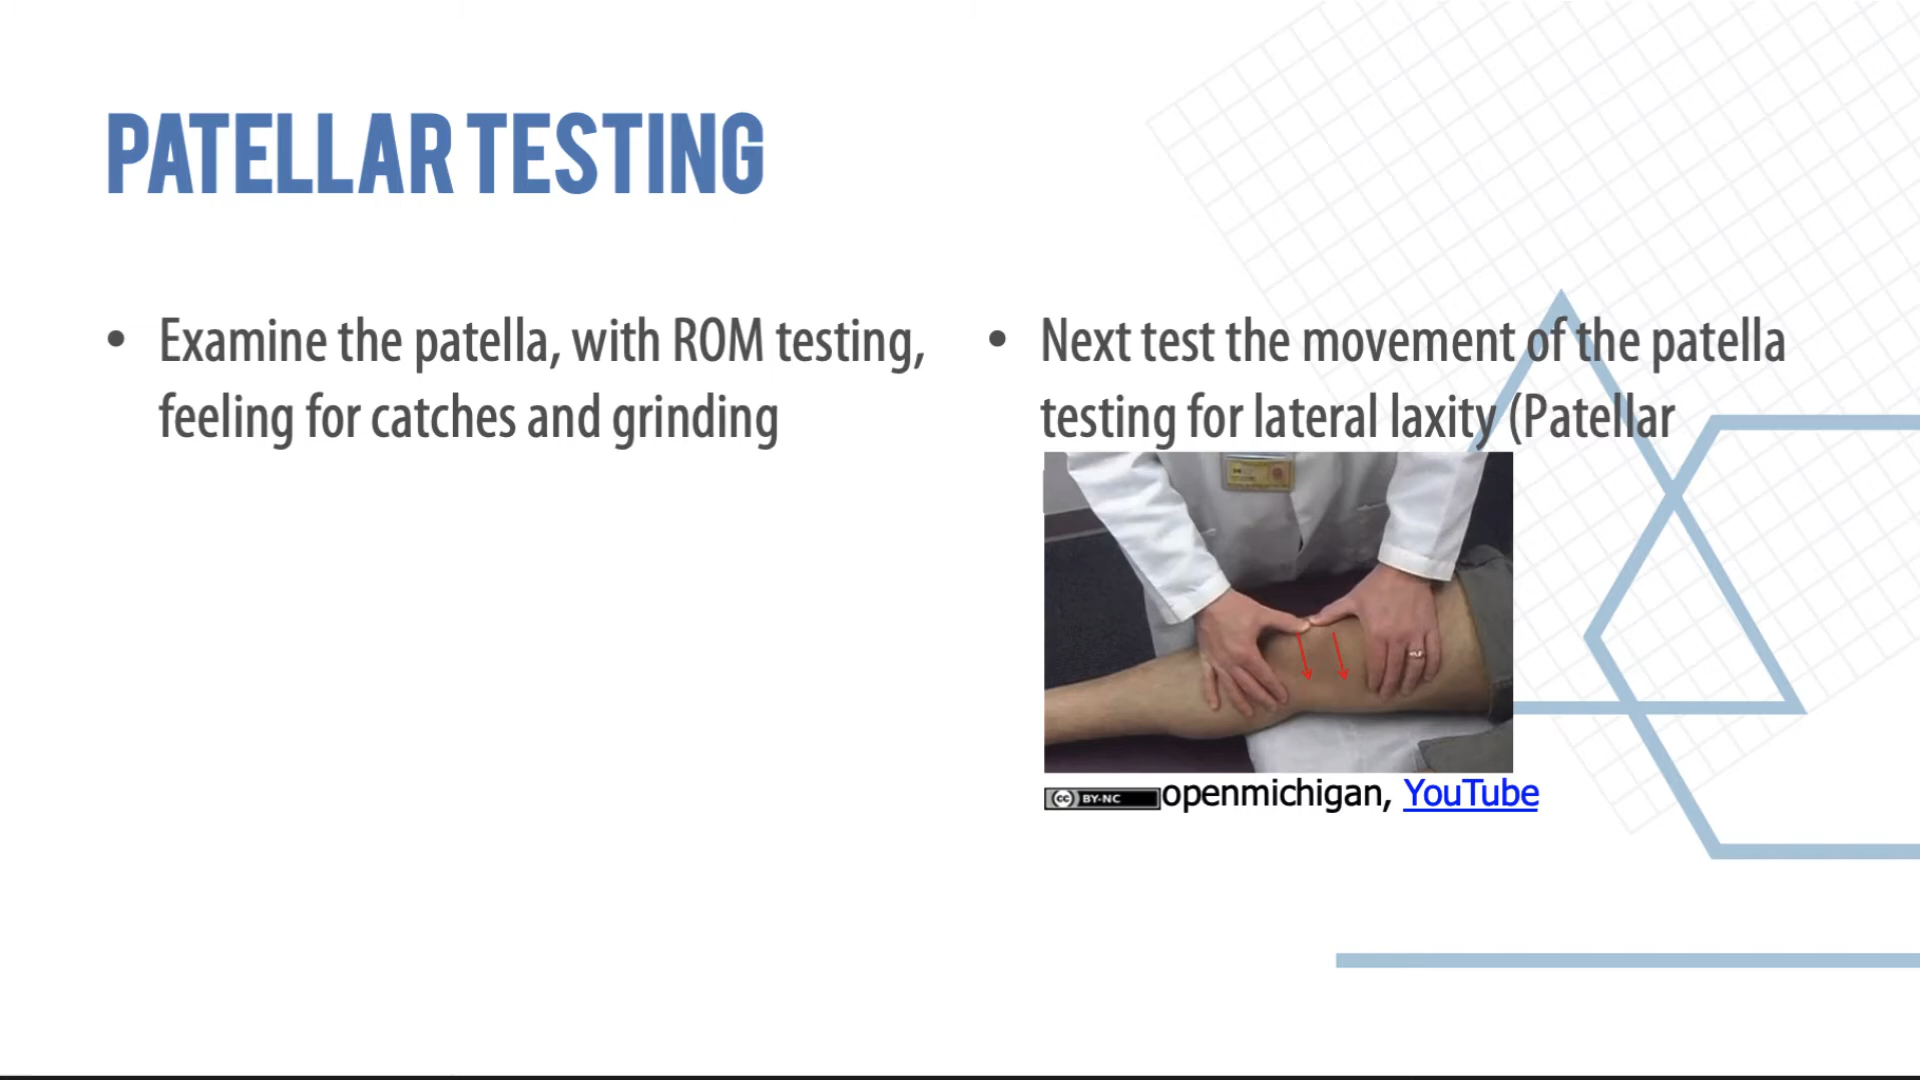 PATELLAR TESTING
• Examine the patella, with ROM testing,
feeling for catches and grinding
• Next test the movement of the patella
testing for lateral laxity (Patellar
cc BY-NC openmichigan, YouTube